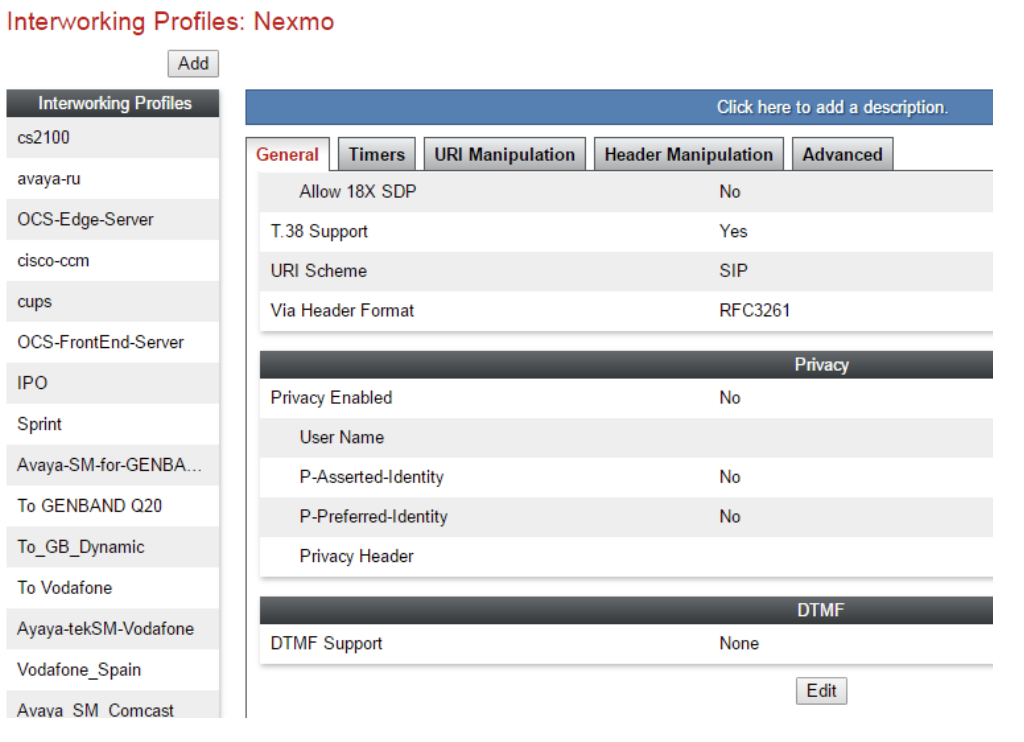 Interworking Profiles: Nexmo
Add
Interworking Profiles
cs2100
avaya-ru
OCS-Edge-Server
cisco-ccm
cups
OCS-FrontEnd-Server
IPO
Sprint
Avaya-SM-for-GENBA...
To GENBAND Q20
To_GB_Dynamic
To Vodafone
Ayaya-tekSM-Vodafone
Vodafone_Spain
Avaya_SM_Comcast
Click here to add a description.
General Timers URI Manipulation Header Manipulation Advanced
Allow 18X SDP No
T.38 Support Yes
URI Scheme SIP
Via Header Format RFC3261
Privacy
Privacy Enabled No
User Name
P-Asserted-Identity No
P-Preferred-Identity No
Privacy Header
DTMF
DTMF Support None
Edit